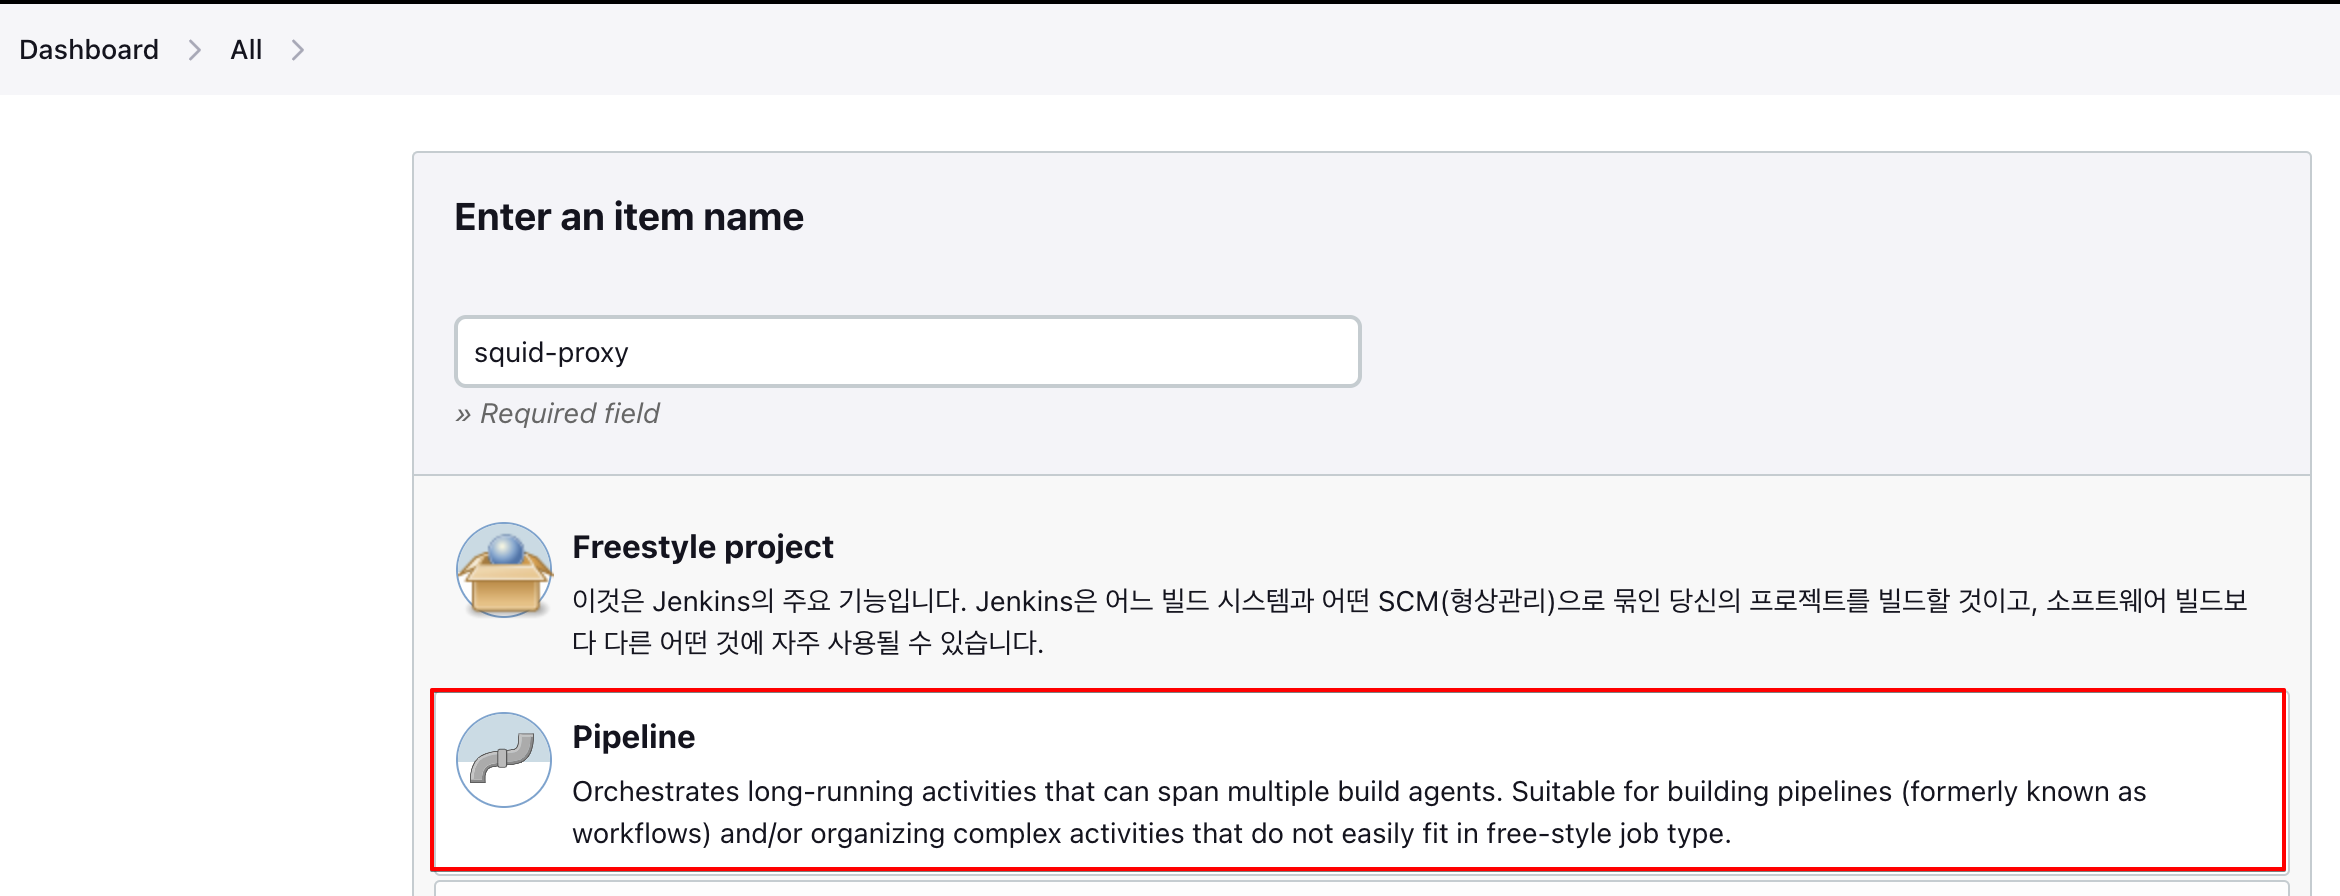 Dashboard > All >
Enter an item name
squid-proxy
» Required field
Freestyle project
이것은 Jenkins의 주요 기능입니다. Jenkins은 어느 빌드 시스템과 어떤 SCM(형상관리)으로 묶인 당신의 프로젝트를 빌드할 것이고, 소프트웨어 빌드보
다 다른 어떤 것에 자주 사용될 수 있습니다.
Pipeline
Orchestrates long-running activities that can span multiple build agents. Suitable for building pipelines (formerly known as
workflows) and/or organizing complex activities that do not easily fit in free-style job type.